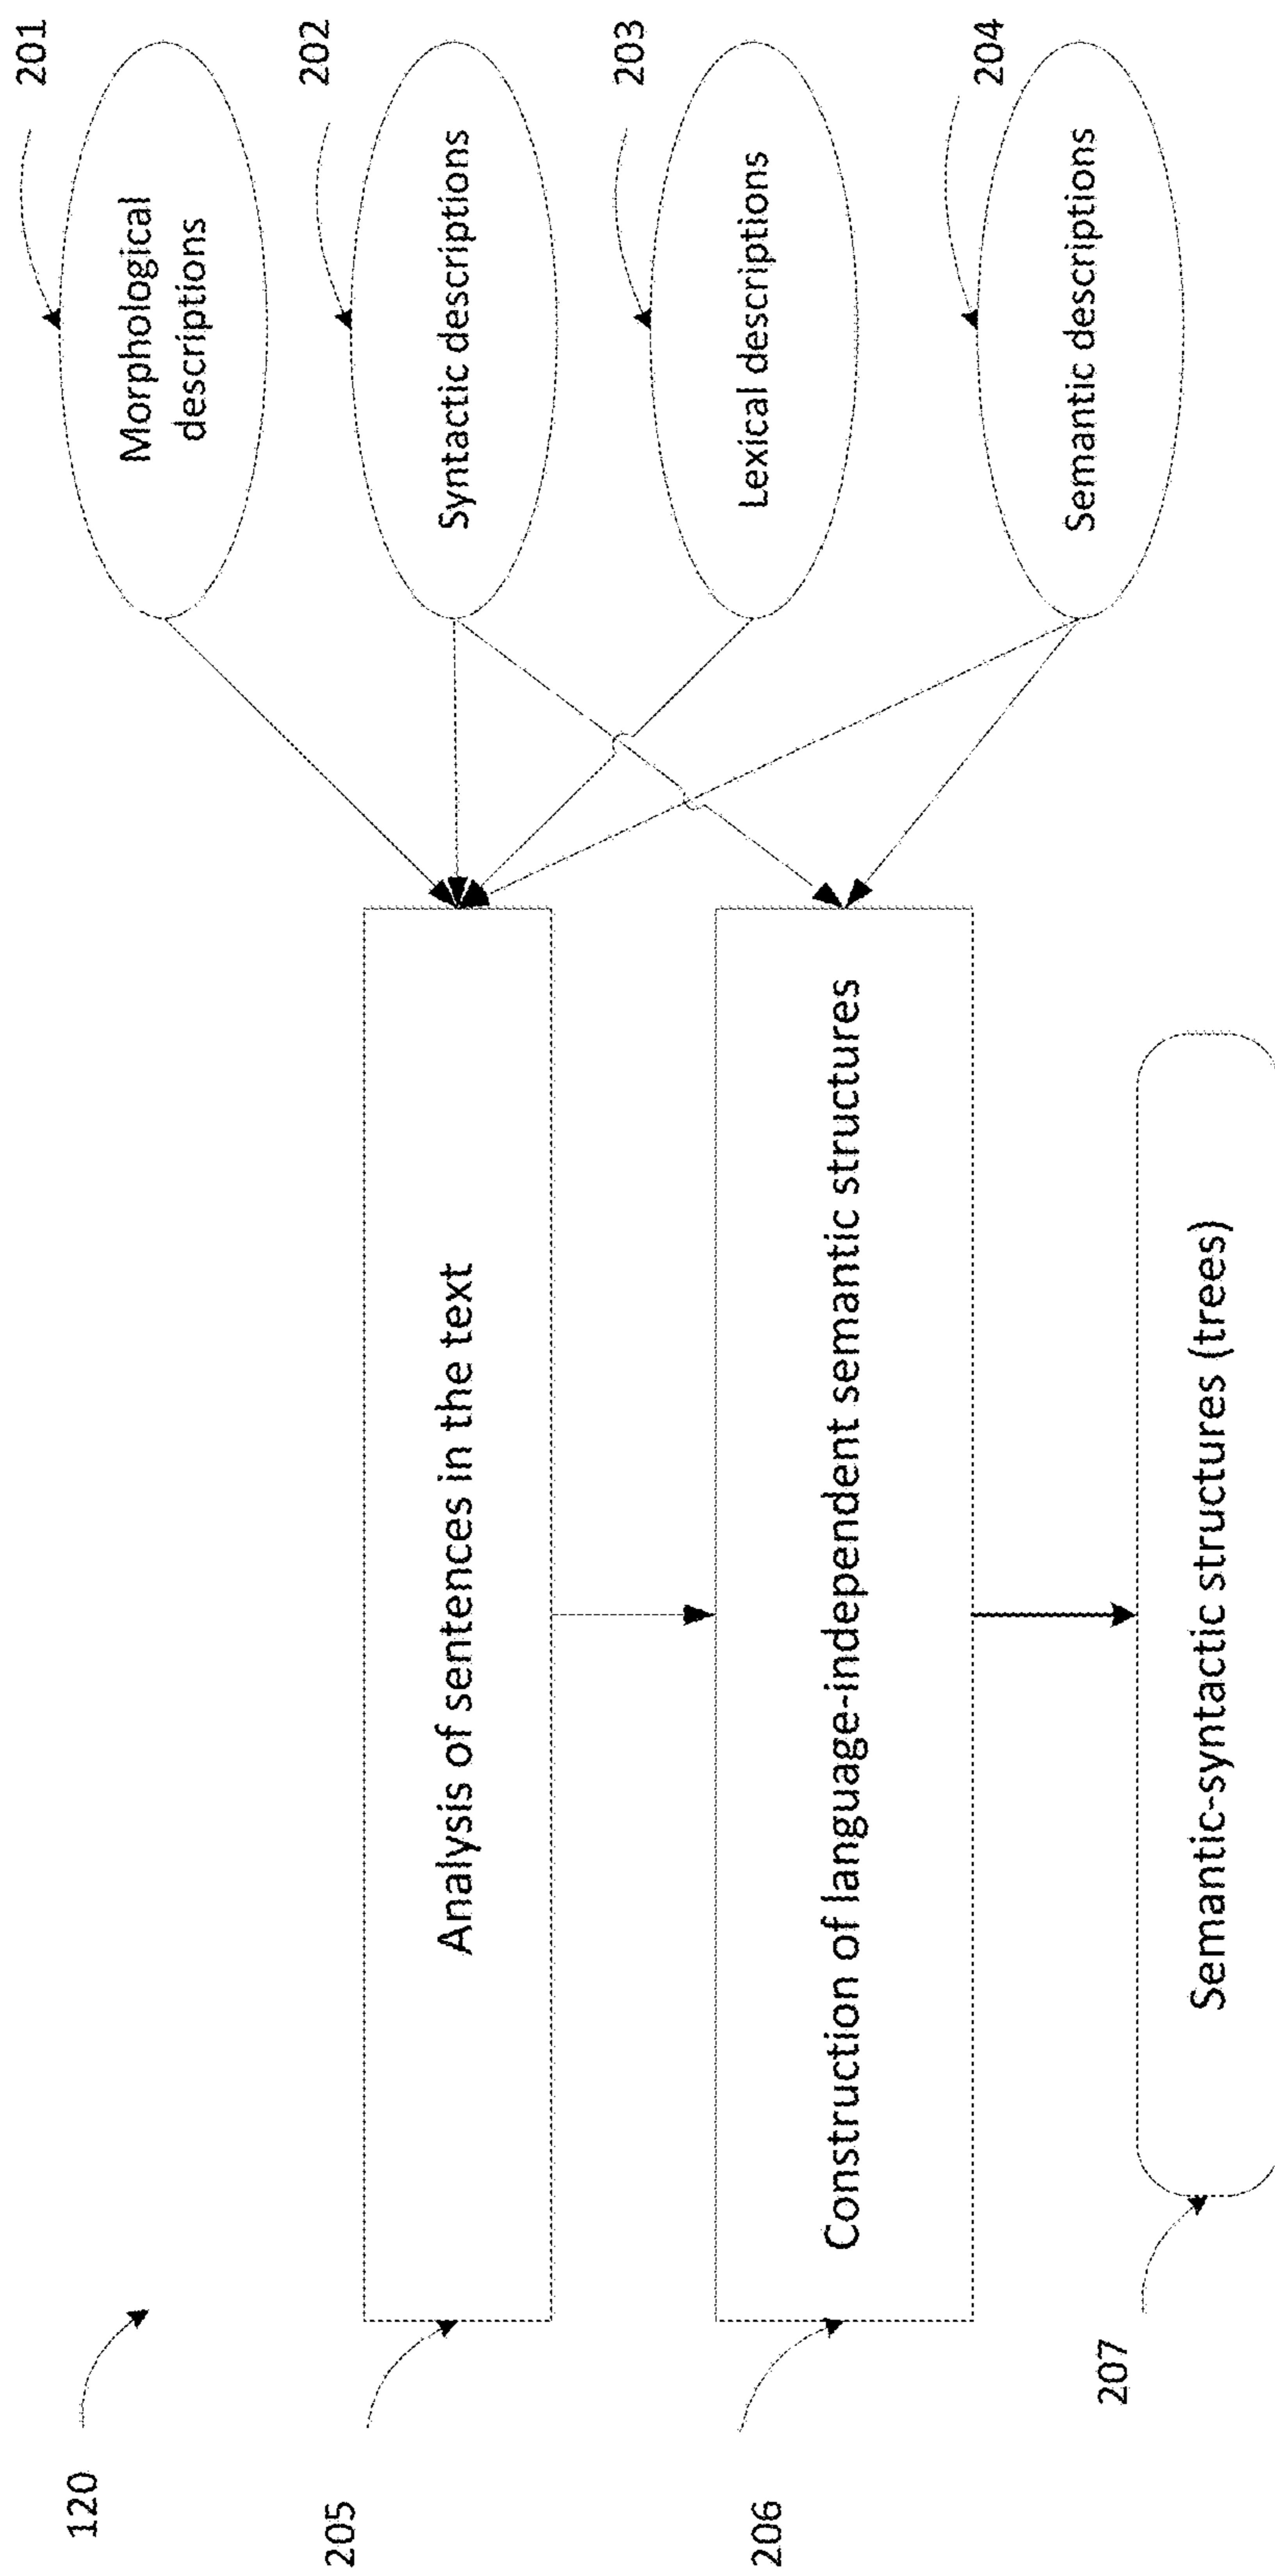 120
201
Morphological
descriptions
205
Analysis of sentences in the text
202
Syntactic descriptions
203
Lexical descriptions
206
Construction of language-independent semantic structures
204
Semantic descriptions
207
Semantic-syntactic structures (trees)